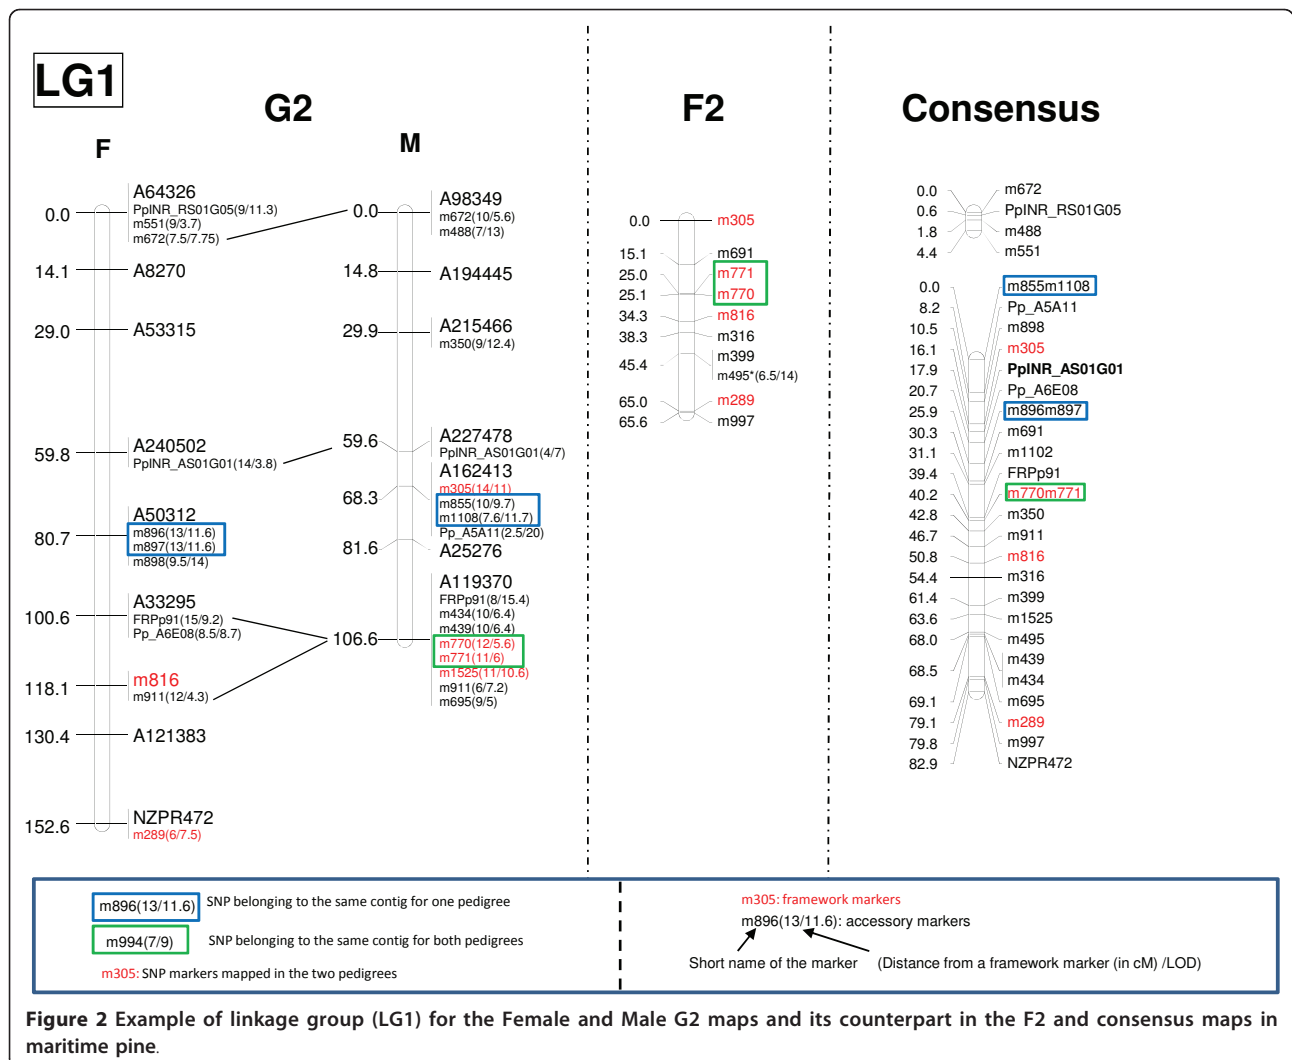 LG1
G2
F
M
F2
Consensus
A64326
0.0
PpINR_RS01G05(9/11.3)
m551(9/3.7)
m672(7.5/7.75)
14.1 A8270
29.0 A53315
A240502
59.8
PpINR_AS01G01(14/3.8)
A50312
80.7
m896(13/11.6)
m897(13/11.6)
m898(9.5/14)
A33295
100.6
FRPp91(15/9.2)
Pp_A6E08(8.5/8.7)
m816
118.1
m911(12/4.3)
130.4 A121383
NZPR472
152.6
m289(6/7.5)
A98349
0.0
m672(10/5.6)
m488(7/13)
14.8 A194445
A215466
29.9
m350(9/12.4)
A227478
59.6
PpINR_AS01G01(4/7)
A162413
m305(14/11)
68.3
m855(10/9.7)
m1108(7.6/11.7)
Pp_A5A11(2.5/20)
81.6 A25276
A119370
FRPp91(8/15.4)
m434(10/6.4)
m439(10/6.4)
106.6
m770(12/5.6)
m771(11/6)
m1525(11/10.6)
m911(6/7.2)
m695(9/5)
0.0 m305
15.1 m691
25.0 m771
25.1 m770
34.3 m816
38.3 m316
m399
45.4
m495*(6.5/14)
65.0 m289
65.6 m997
0.0 m672
0.6 PpINR_RS01G05
1.8 m488
4.4 m551
0.0 m855m1108
8.2 Pp_A5A11
10.5 m898
16.1 m305
17.9 PpINR_AS01G01
20.7 Pp_A6E08
25.9 m896m897
30.3 m691
31.1 m1102
39.4 FRPp91
40.2 m770m771
42.8 m350
46.7 m911
50.8 m816
54.4 m316
61.4 m399
63.6 m1525
68.0 m495
m439
68.5
m434
69.1 m695
79.1 m289
79.8 m997
82.9 NZPR472
m896(13/11.6) SNP belonging to the same contig for one pedigree
m994(7/9) SNP belonging to the same contig for both pedigrees
m305: SNP markers mapped in the two pedigrees
m305: framework markers
m896(13/11.6): accessory markers
Short name of the marker (Distance from a framework marker (in cM) /LOD)
Figure 2 Example of linkage group (LG1) for the Female and Male G2 maps and its counterpart in the F2 and consensus maps in
maritime pine.